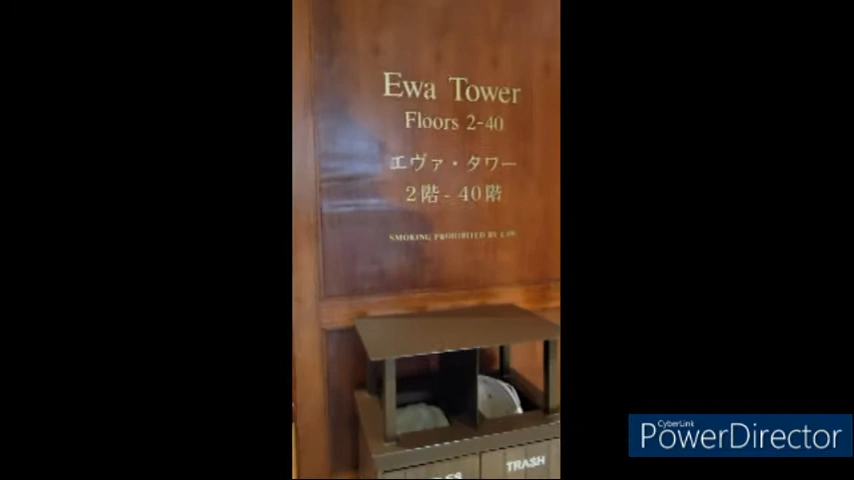 Ewa Tower
Floors 2-40
エヴァ・タワー
2階-40階
SMOKING PROHIBITED BY LAW
TRASH
CyberLink
PowerDirector